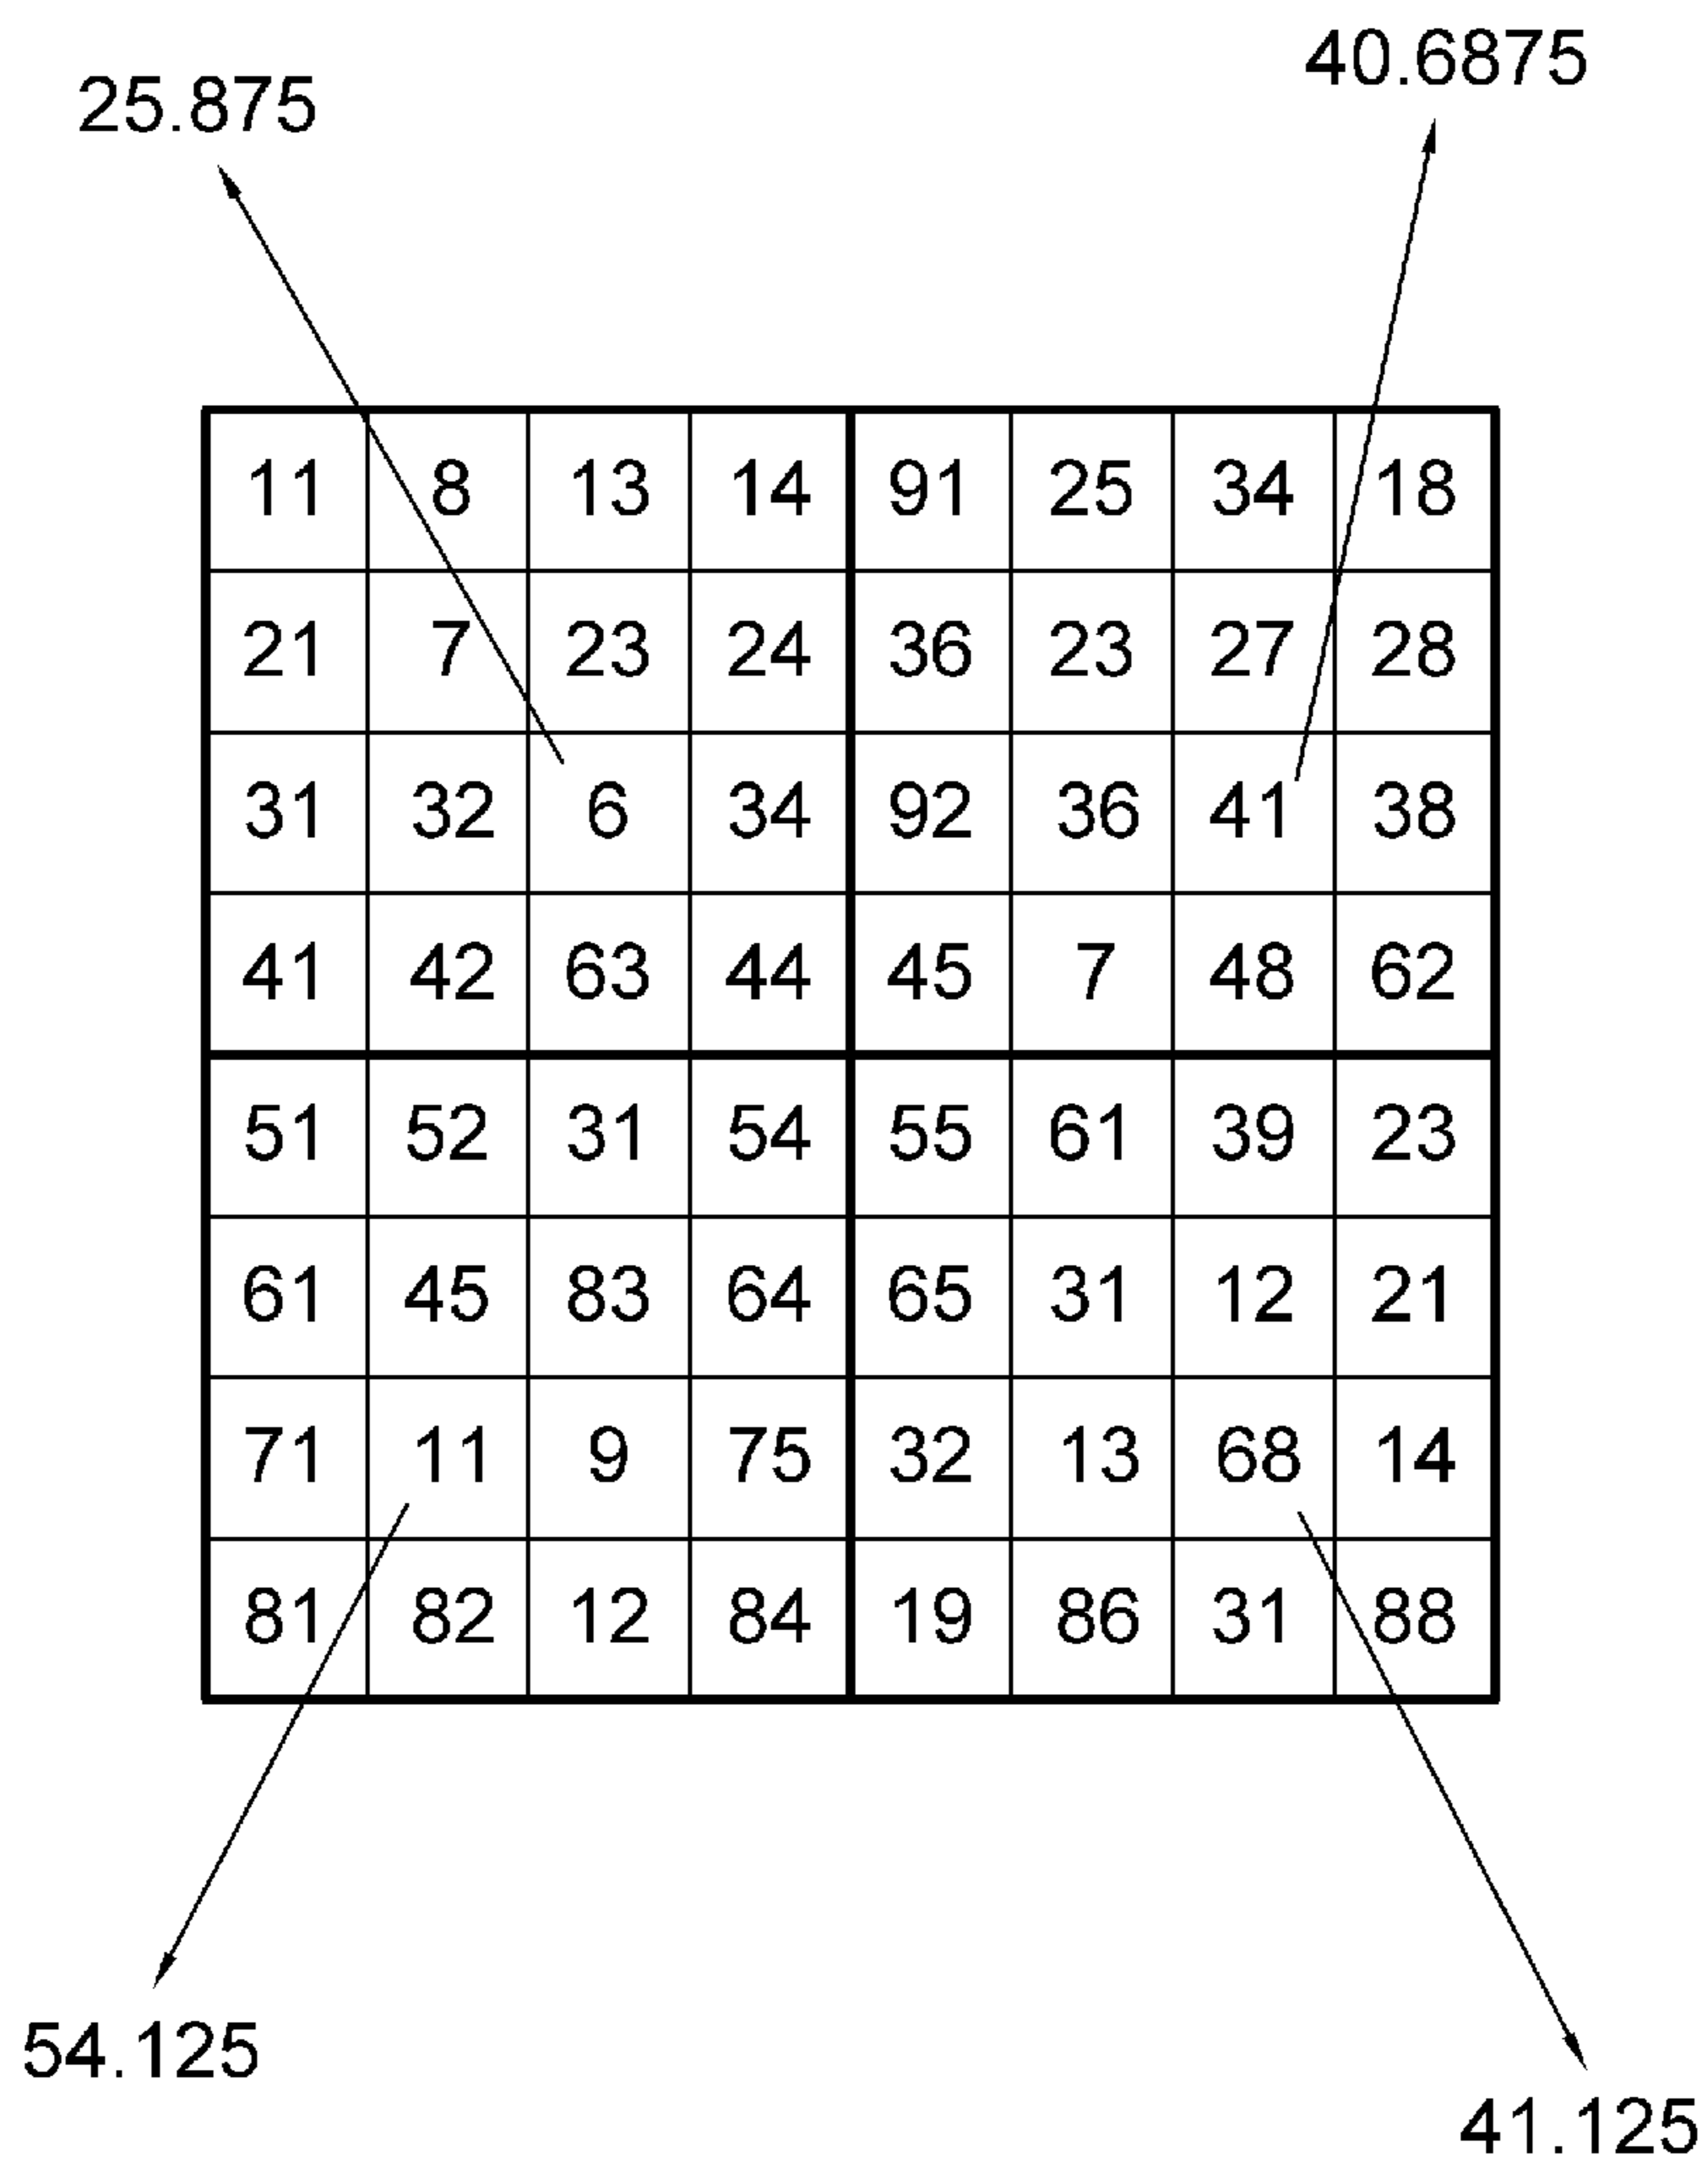 40.6875
25.875
11 8 13 14 91 25 34 18
21 7 23 24 36 23 27 28
31 32 6 34 92 36 41 38
41 42 63 44 45 7 48 62
51 52 31 54 55 61 39 23
61 45 83 64 65 31 12 21
71 11 9 75 32 13 68 14
81 82 12 84 19 86 31 88
54.125
41.125